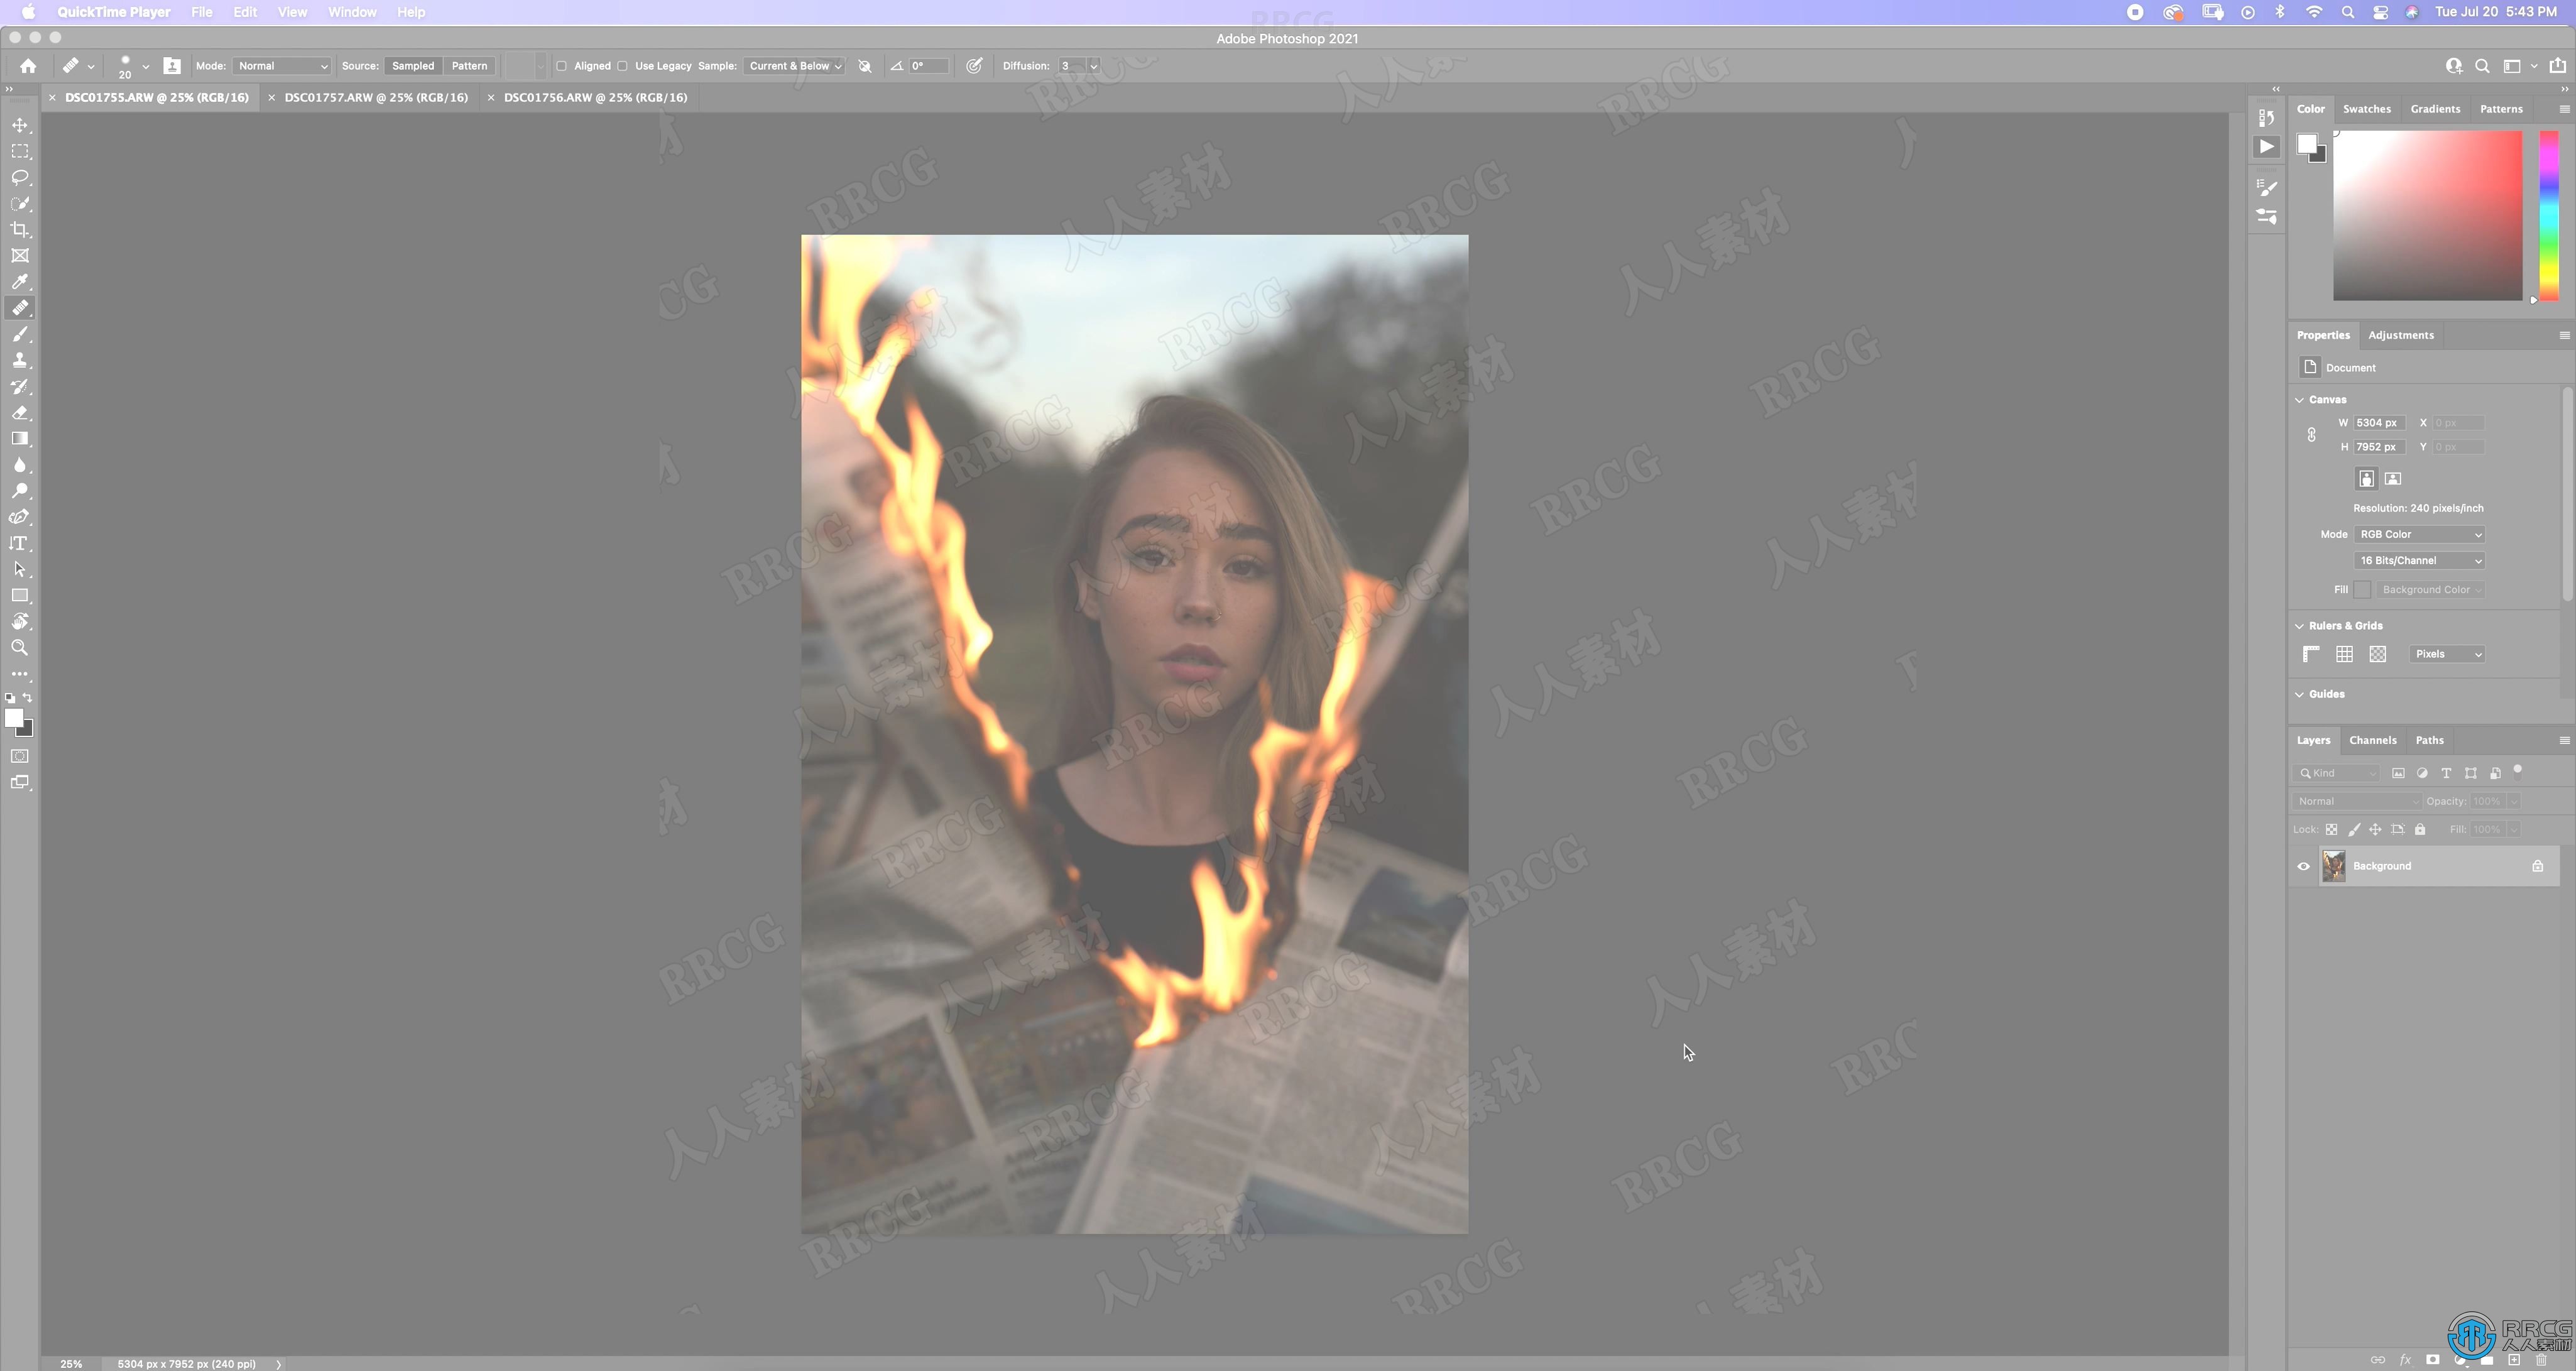 QuickTime Player File Edit View Window Help Tue Jul 20 5:43 PM
RRCG
Adobe Photoshop 2021
20 Mode: Normal Source: Sampled Pattern Aligned Use Legacy Sample: Current & Below 0° Diffusion: 3
DSC01755.ARW @ 25% (RGB/16) DSC01757.ARW @ 25% (RGB/16) DSC01756.ARW @ 25% (RGB/16)
Color Swatches Gradients Patterns
Properties Adjustments
Document
Canvas
W 5304 px X 0 px
H 7952 px Y 0 px
Resolution: 240 pixels/inch
Mode RGB Color
16 Bits/Channel
Fill Background Color
Rulers & Grids
Pixels
Guides
Layers Channels Paths
Kind
Normal Opacity: 100%
Lock: Fill: 100%
Background
RRCG
人人素材
25% 5304 px x 7952 px (240 ppi)
fx